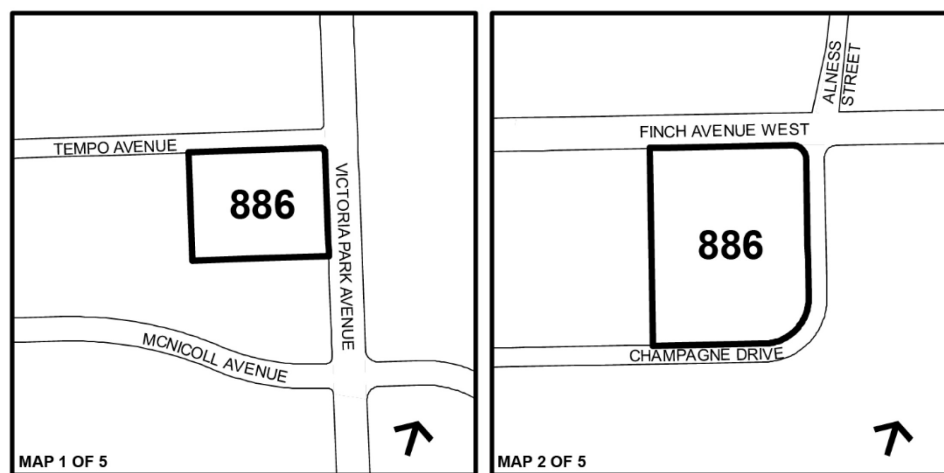 TEMPO AVENUE
886
VICTORIA PARK AVENUE
MCNICOLL AVENUE
MAP 1 OF 5
ALNESS
STREET
FINCH AVENUE WEST
886
CHAMPAGNE DRIVE
MAP 2 OF 5